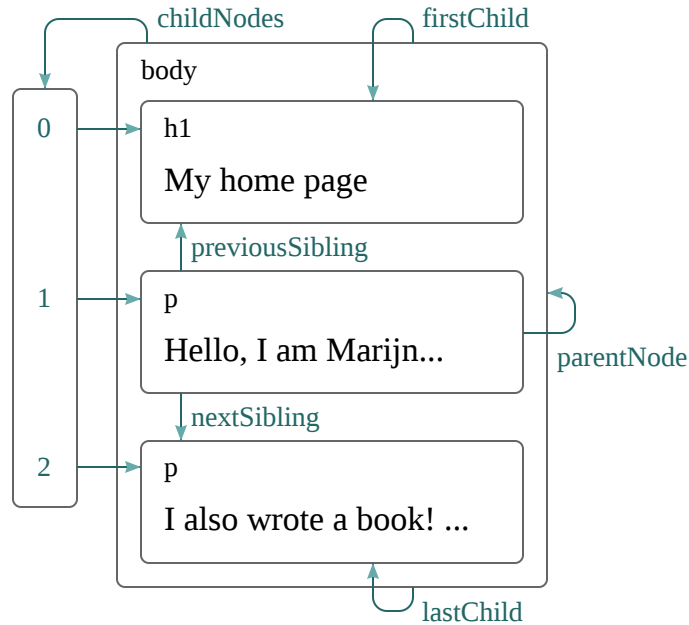 childNodes
firstChild
body
0
h1
My home page
previousSibling
1
p
Hello, I am Marijn...
parentNode
nextSibling
2
p
I also wrote a book! ...
lastChild